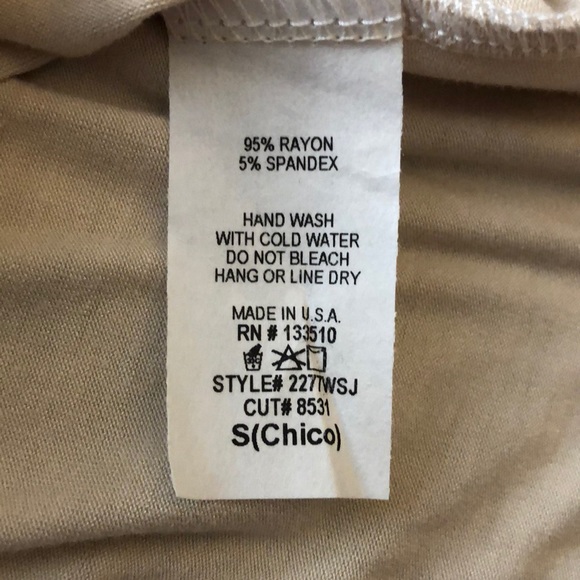 95% RAYON
5% SPANDEX
HAND WASH
WITH COLD WATER
DO NOT BLEACH
HANG OR LINE DRY
MADE IN U.S.A.
RN # 133510
STYLE# 227TWSJ
CUT# 8531
S(Chico)